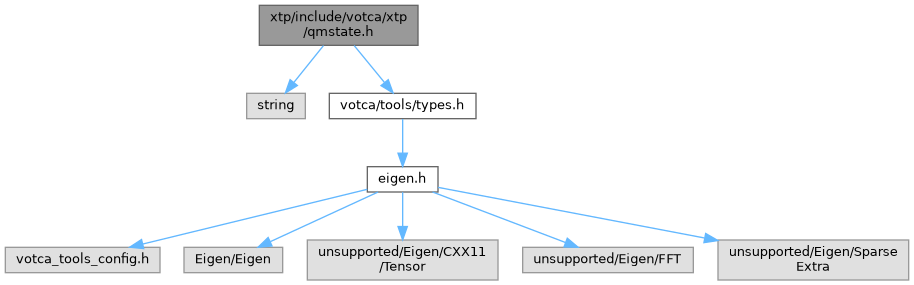 xtp/include/votca/xtp
/qmstate.h
string
votca/tools/types.h
eigen.h
votca_tools_config.h
Eigen/Eigen
unsupported/Eigen/CXX11
/Tensor
unsupported/Eigen/FFT
unsupported/Eigen/Sparse
Extra